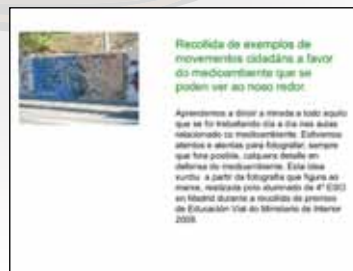 Recollida de exemplos de
movementos cidadáns a favor
do medioambiente que se
poden ver ao noso redor.
Aprendemos a dirixir a mirada a todo aquilo
que se foi traballando día a día nas aulas
relacionado co medioambiente. Estivemos
atentos e atentas para fotografar, sempre
que fora posible, calquera detalle en
defensa do medioambiente. Esta idea
xurdiu a partir da fotografía que figura ao
marxe, realizada polo alumnado de 4º ESO
en Madrid durante a recollida de premios
de Educación Vial do Ministerio de Interior
2009.